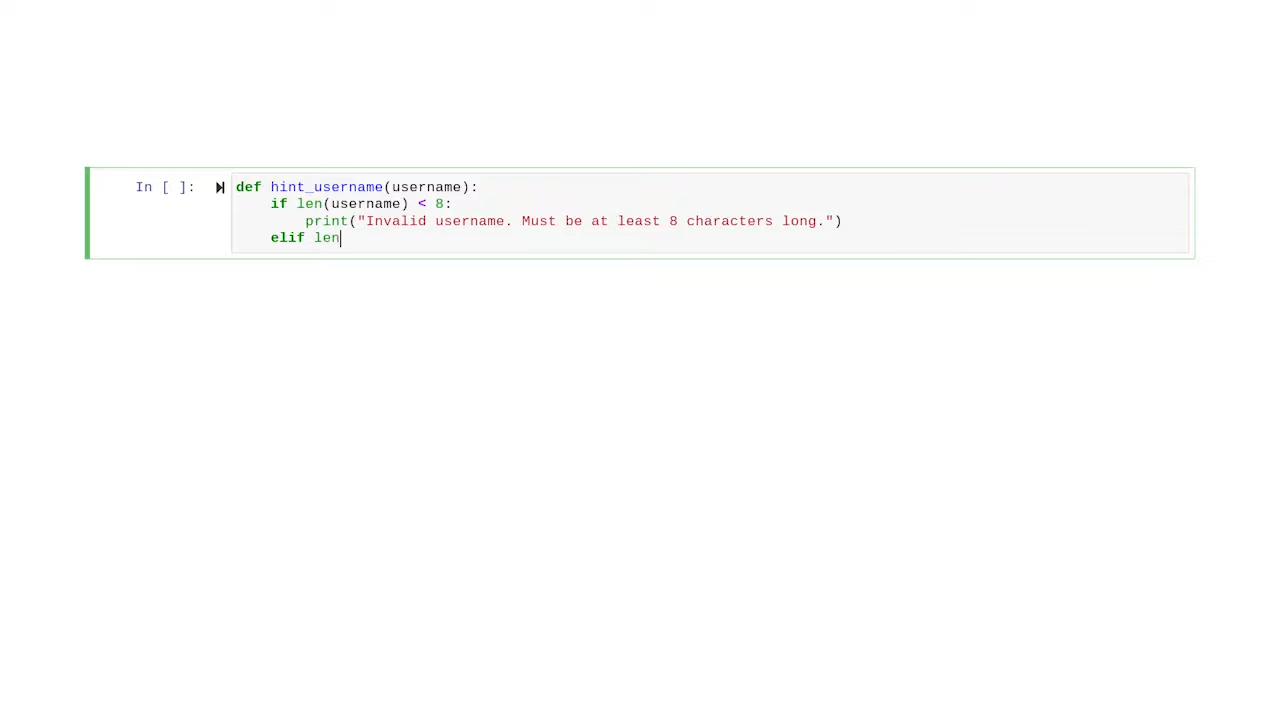 In [ ]: def hint_username(username):
    if len(username) < 8:
        print("Invalid username. Must be at least 8 characters long.")
    elif len